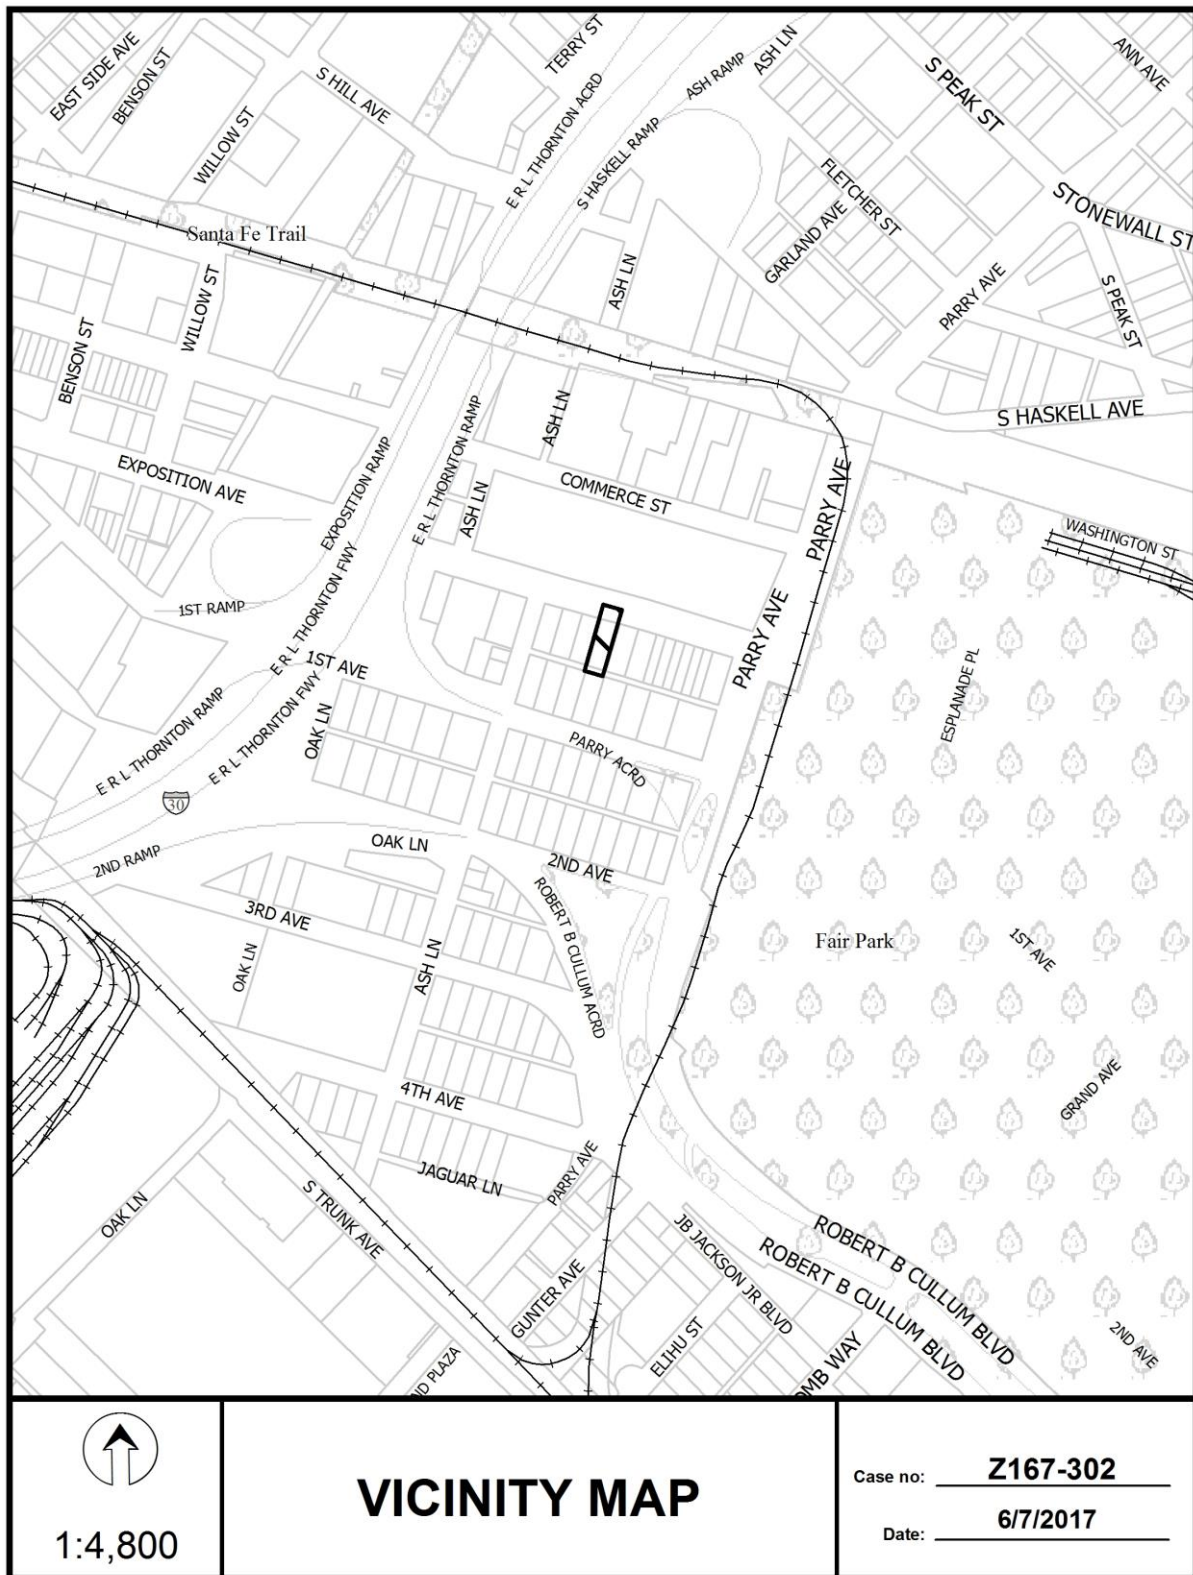 EAST SIDE AVE
BENSON ST
WILLOW ST
S HILL AVE
TERRY ST
E R L THORNTON ACRD
S HASKELL RAMP
ASH RAMP
ASH LN
S PEAK ST
ANN AVE
FLETCHER ST
GARLAND AVE
STONEWALL ST
PARRY AVE
S PEAK ST
Santa Fe Trail
WILLOW ST
BENSON ST
ASH LN
S HASKELL AVE
EXPOSITION AVE
EXPOSITION RAMP
E R L THORNTON RAMP
ASH LN
ASH LN
COMMERCE ST
PARRY AVE
WASHINGTON ST
1ST RAMP
E R L THORNTON FWY
1ST AVE
PARRY AVE
ESPLANADE PL
E R L THORNTON RAMP
E R L THORNTON FWY
OAK LN
PARRY ACRD
30
2ND RAMP
OAK LN
2ND AVE
3RD AVE
ROBERT B CULLUM ACRD
OAK LN
ASH LN
Fair Park
1ST AVE
4TH AVE
GRAND AVE
JAGUAR LN
PARRY AVE
OAK LN
S TRUNK AVE
JB JACKSON JR BLVD
ROBERT B CULLUM BLVD
ROBERT B CULLUM BLVD
GUNTER AVE
ELIHU ST
2ND AVE
ND PLAZA
OMB WAY
1:4,800
VICINITY MAP
Case no: Z167-302
Date: 6/7/2017